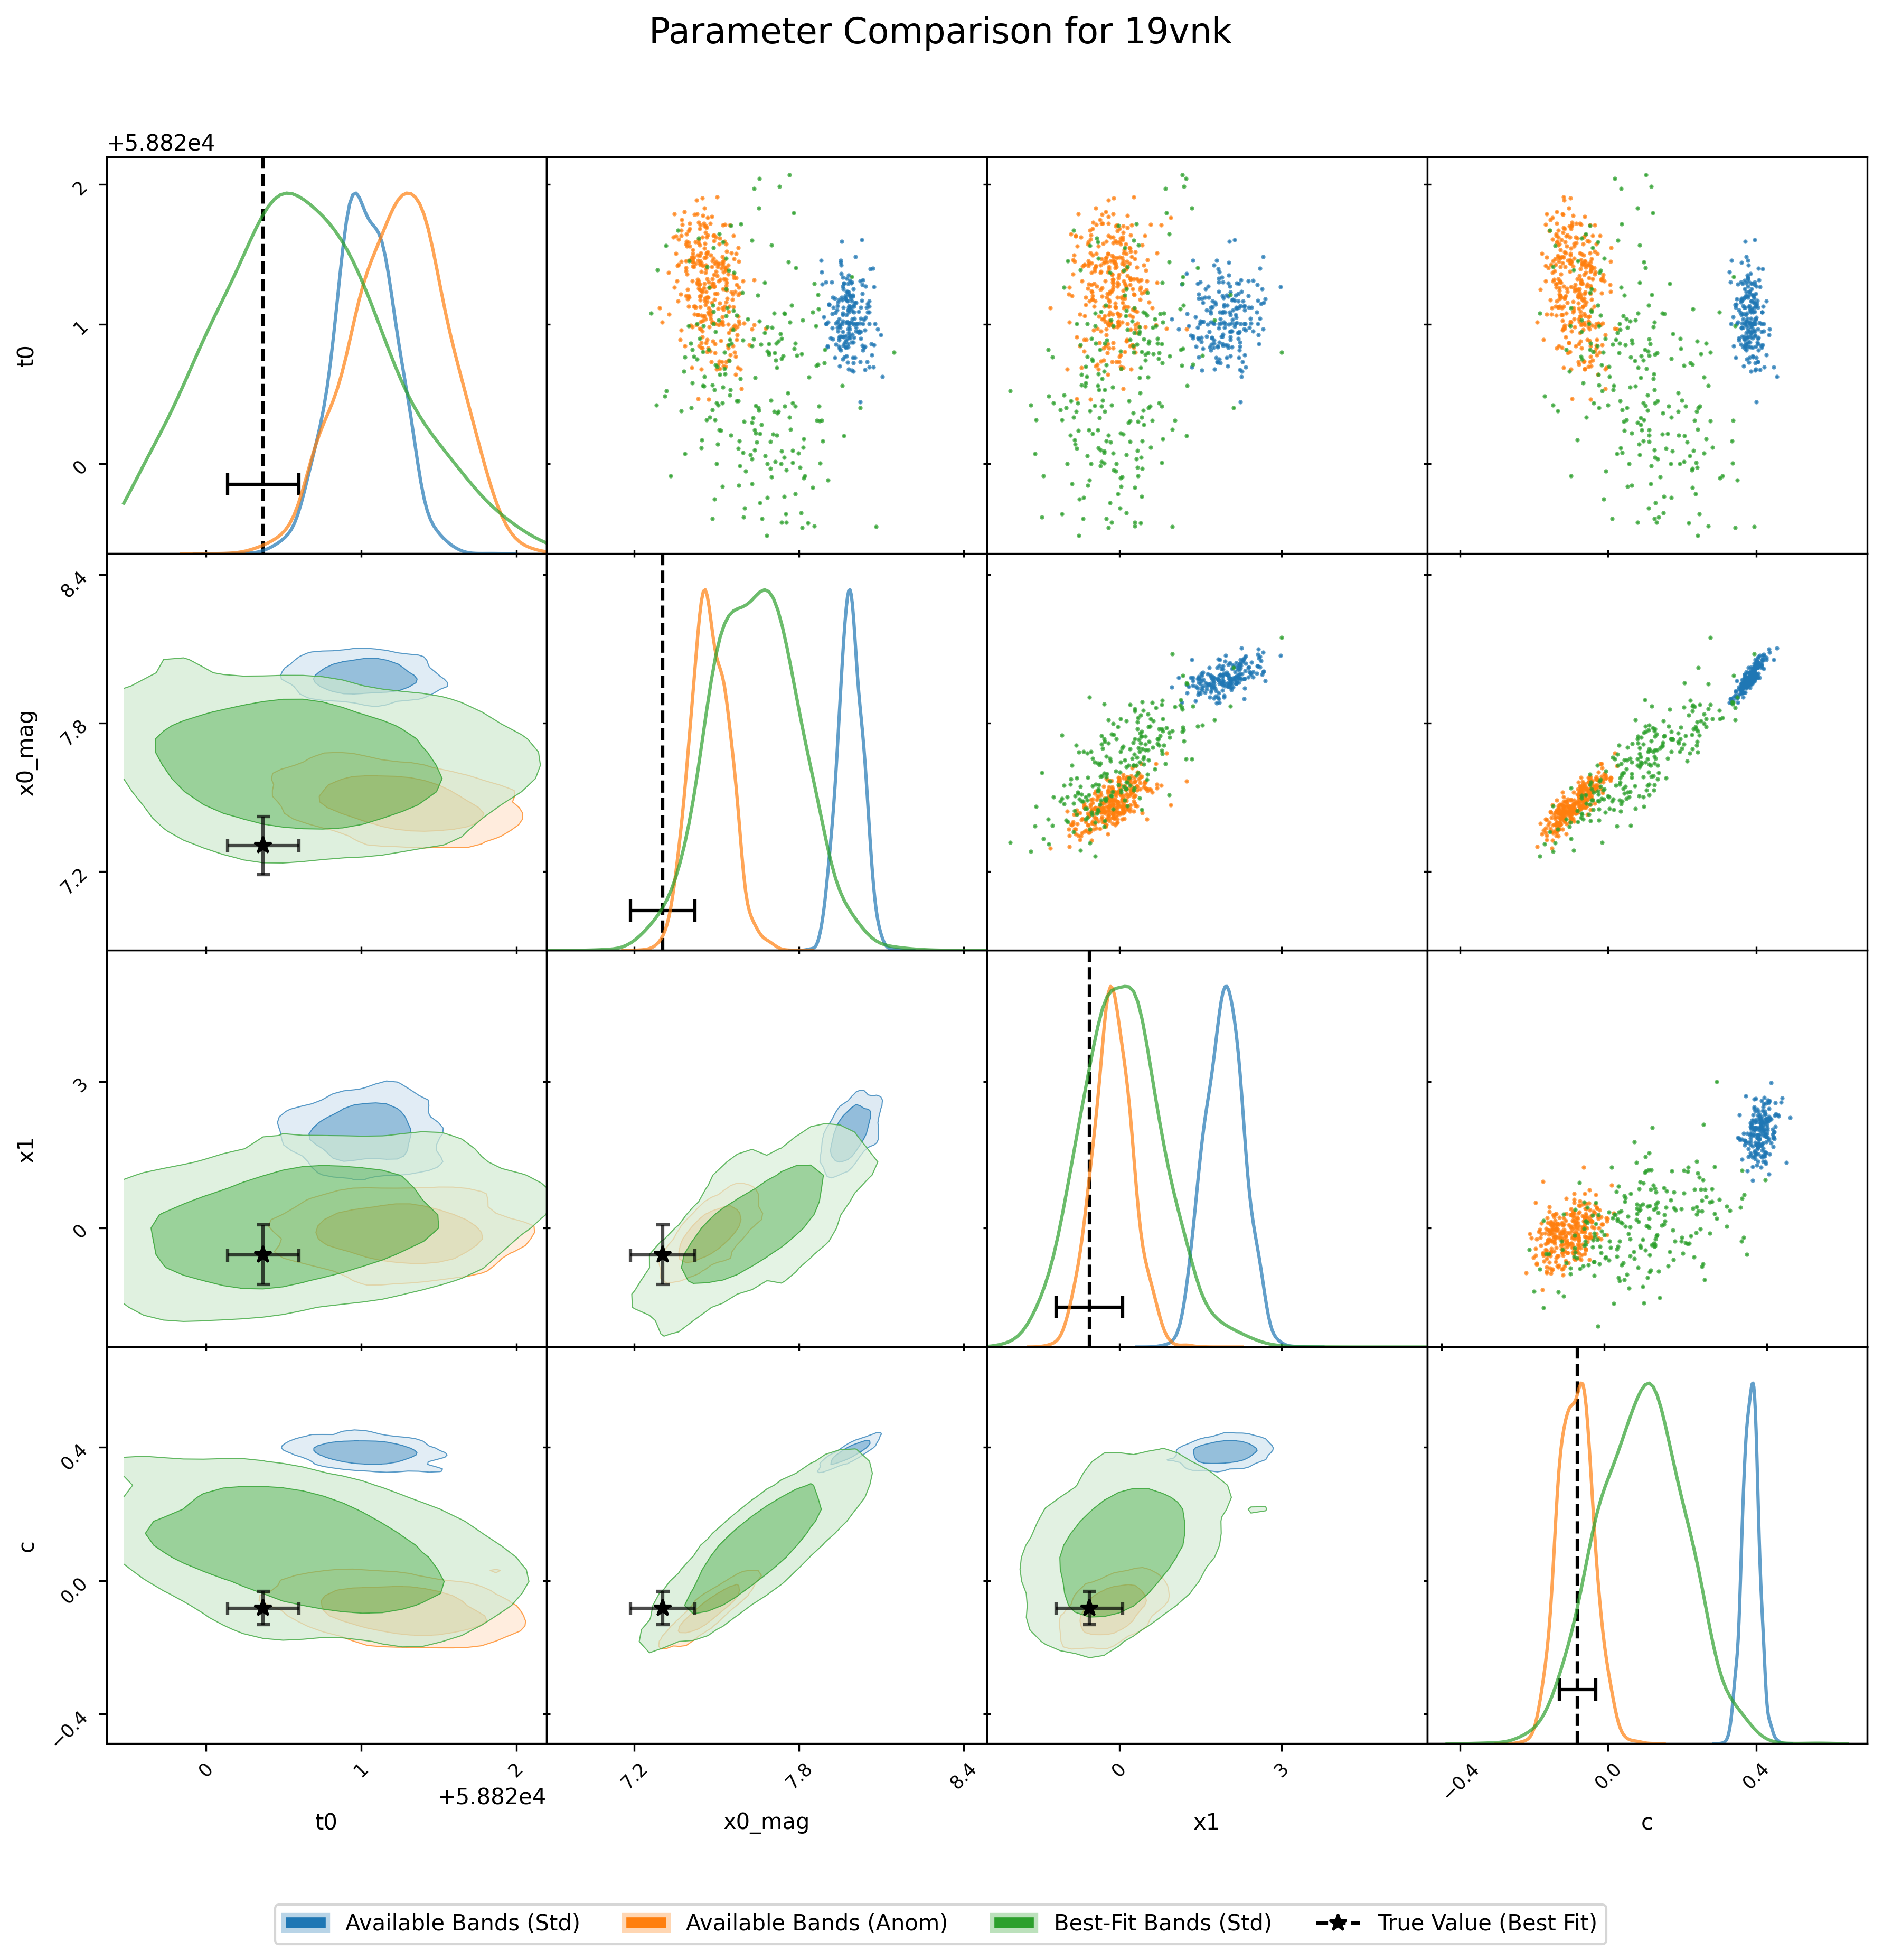 Parameter Comparison for 19vnk
+5.882e4
2
1
0
t0
8.4
7.8
7.2
x0_mag
3
0
x1
0.4
0.0
−0.4
c
0
1
2
+5.882e4
t0
7.2
7.8
8.4
x0_mag
0
3
x1
−0.4
0.0
0.4
c
Available Bands (Std)
Available Bands (Anom)
Best-Fit Bands (Std)
True Value (Best Fit)